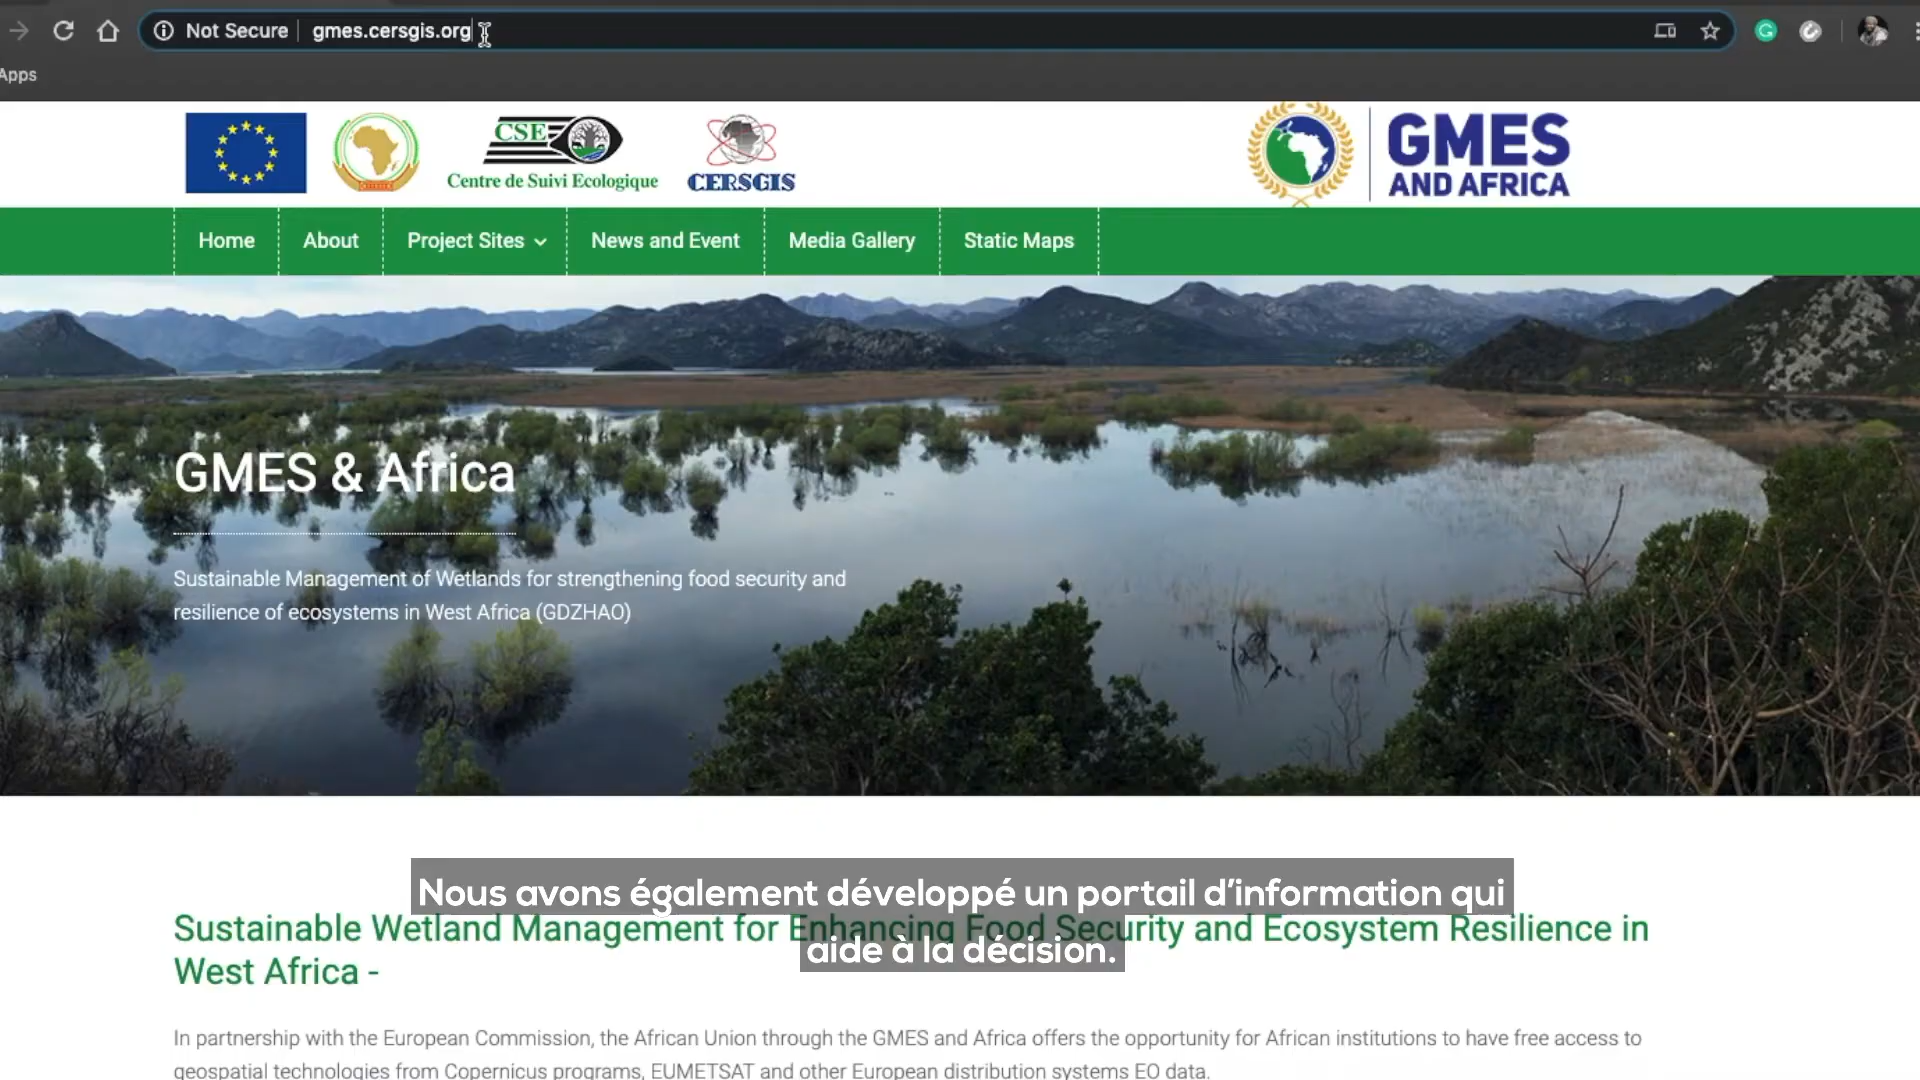 Not Secure
gmes.cersgis.org
Apps
CSE
Centre de Suivi Ecologique
CERSGIS
GMES
AND AFRICA
Home
About
Project Sites
News and Event
Media Gallery
Static Maps
GMES & Africa
Sustainable Management of Wetlands for strengthening food security and
resilience of ecosystems in West Africa (GDZHAO)
Nous avons également développé un portail d'information qui
aide à la décision.
Sustainable Wetland Management for Enhancing Food Security and Ecosystem Resilience in
West Africa -
In partnership with the European Commission, the African Union through the GMES and Africa offers the opportunity for African institutions to have free access to
geospatial technologies from Copernicus programs, EUMETSAT and other European distribution systems EO data.